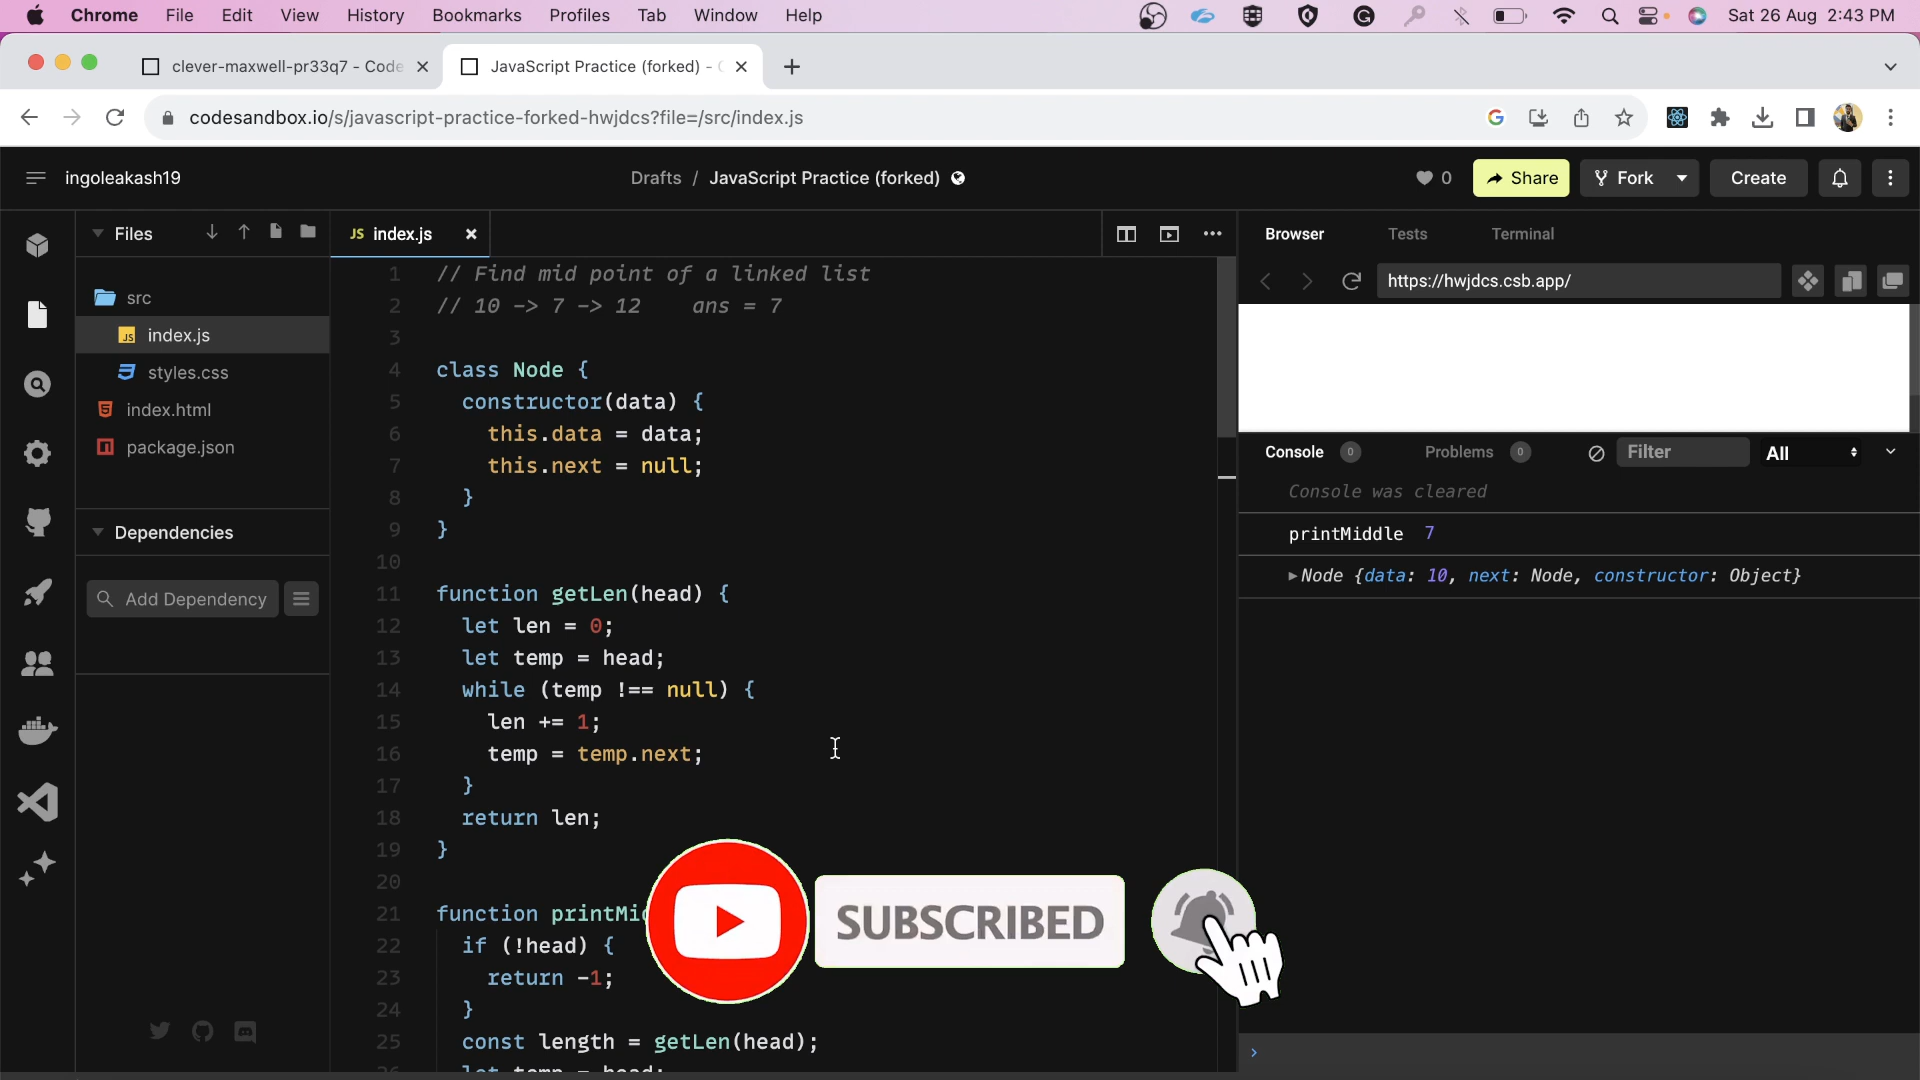 Chrome File Edit View History Bookmarks Profiles Tab Window Help Sat 26 Aug 2:43 PM
clever-maxwell-pr33q7 - Code
JavaScript Practice (forked) -
codesandbox.io/s/javascript-practice-forked-hwjdcs?file=/src/index.js
ingoleakash19
Drafts / JavaScript Practice (forked)
0
Share
Fork
Create
Files
src
index.js
styles.css
index.html
package.json
Dependencies
Add Dependency
JS index.js
1 // Find mid point of a linked list
2 // 10 -> 7 -> 12 ans = 7
3
4 class Node {
5 constructor(data) {
6 this.data = data;
7 this.next = null;
8 }
9 }
10
11 function getLen(head) {
12 let len = 0;
13 let temp = head;
14 while (temp !== null) {
15 len += 1;
16 temp = temp.next;
17 }
18 return len;
19 }
20
21 function printMi
22 if (!head) {
23 return -1;
24 }
25 const length = getLen(head);
SUBSCRIBED
Browser Tests Terminal
https://hwjdcs.csb.app/
Console 0 Problems 0 Filter All
Console was cleared
printMiddle 7
Node {data: 10, next: Node, constructor: Object}